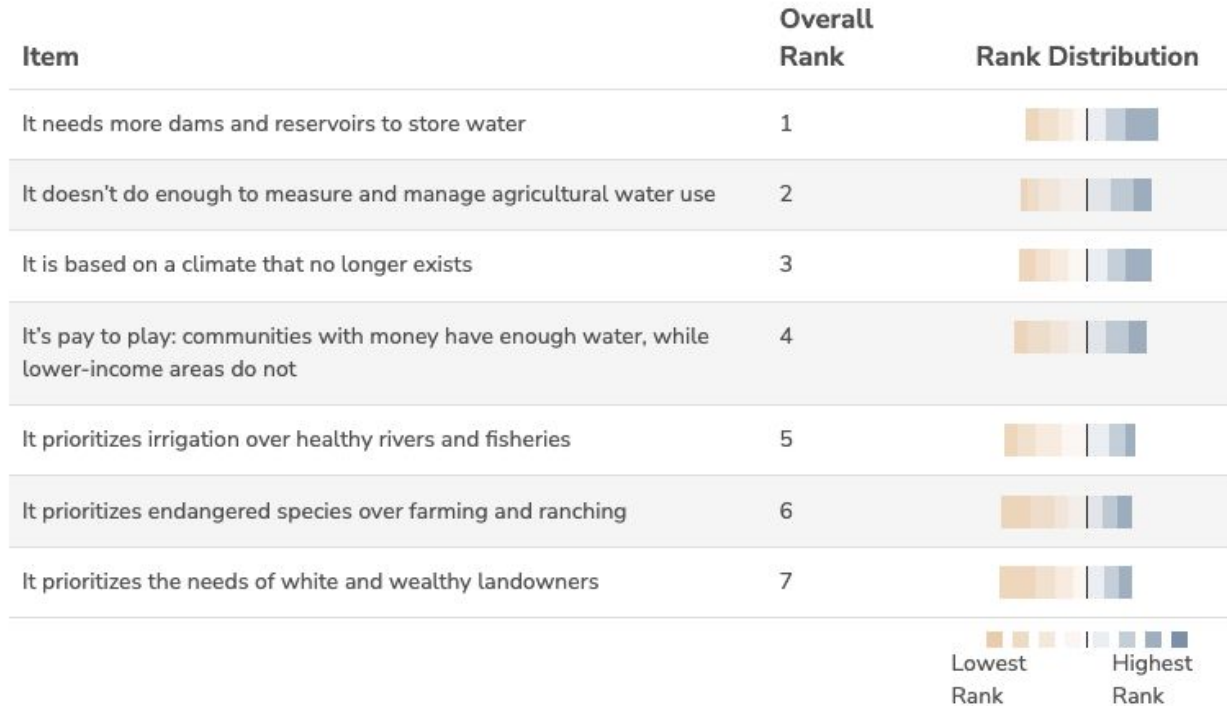 Item
Overall
Rank
Rank Distribution
It needs more dams and reservoirs to store water
1
It doesn’t do enough to measure and manage agricultural water use
2
It is based on a climate that no longer exists
3
It’s pay to play: communities with money have enough water, while
lower-income areas do not
4
It prioritizes irrigation over healthy rivers and fisheries
5
It prioritizes endangered species over farming and ranching
6
It prioritizes the needs of white and wealthy landowners
7
Lowest
Rank
Highest
Rank